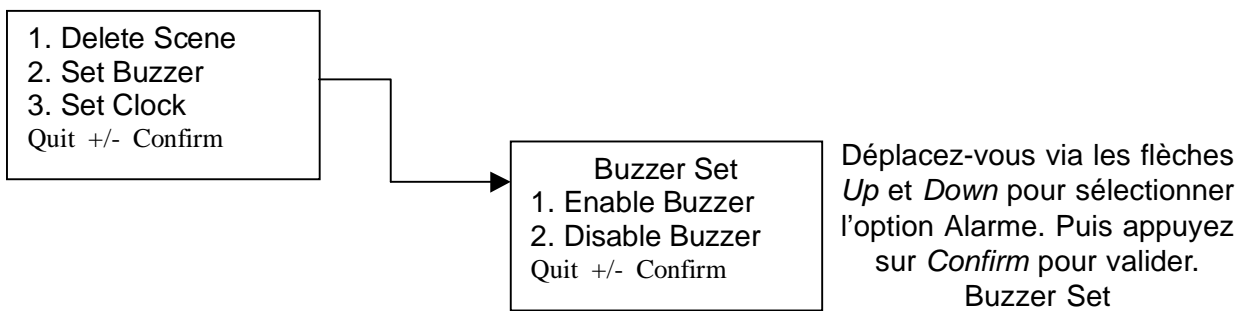 1. Delete Scene
2. Set Buzzer
3. Set Clock
Quit +/- Confirm
Buzzer Set
1. Enable Buzzer
2. Disable Buzzer
Quit +/- Confirm
Déplacez-vous via les flèches
Up et Down pour sélectionner
l’option Alarme. Puis appuyez
sur Confirm pour valider.
Buzzer Set